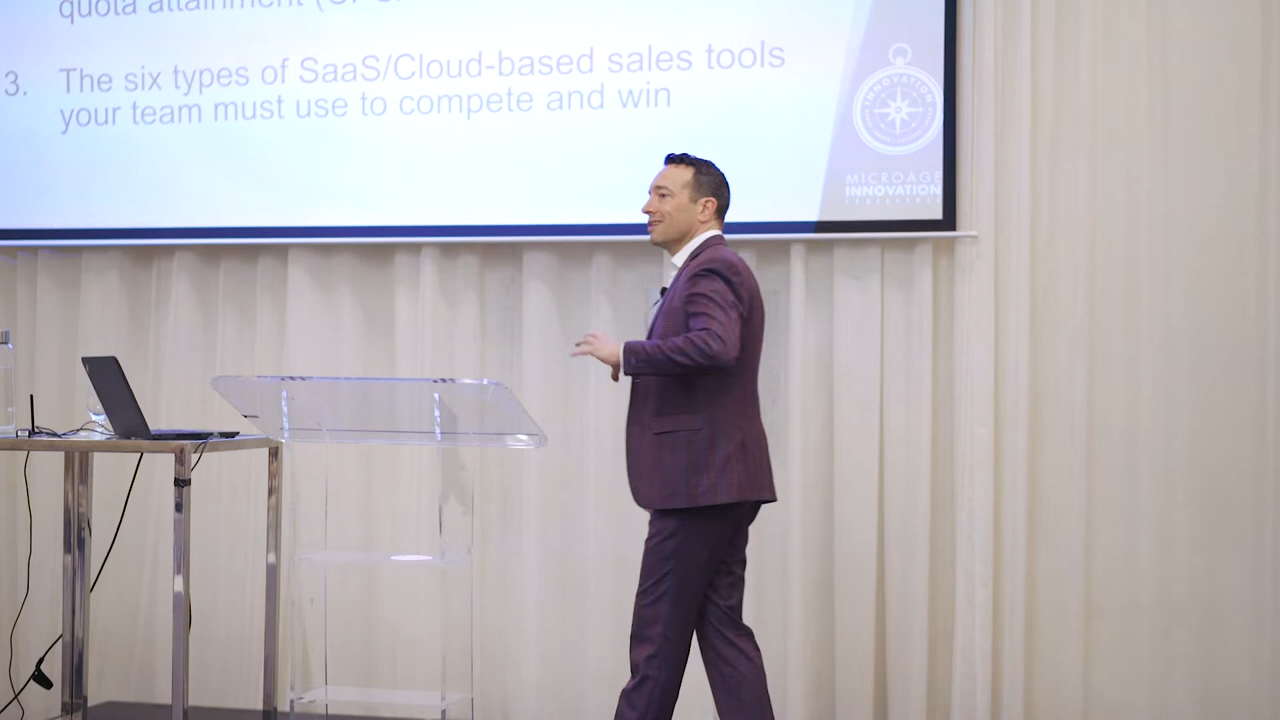 quota attainment
3. The six types of SaaS/Cloud-based sales tools
your team must use to compete and win
INNOVATION
MICROAGE
INNOVATION